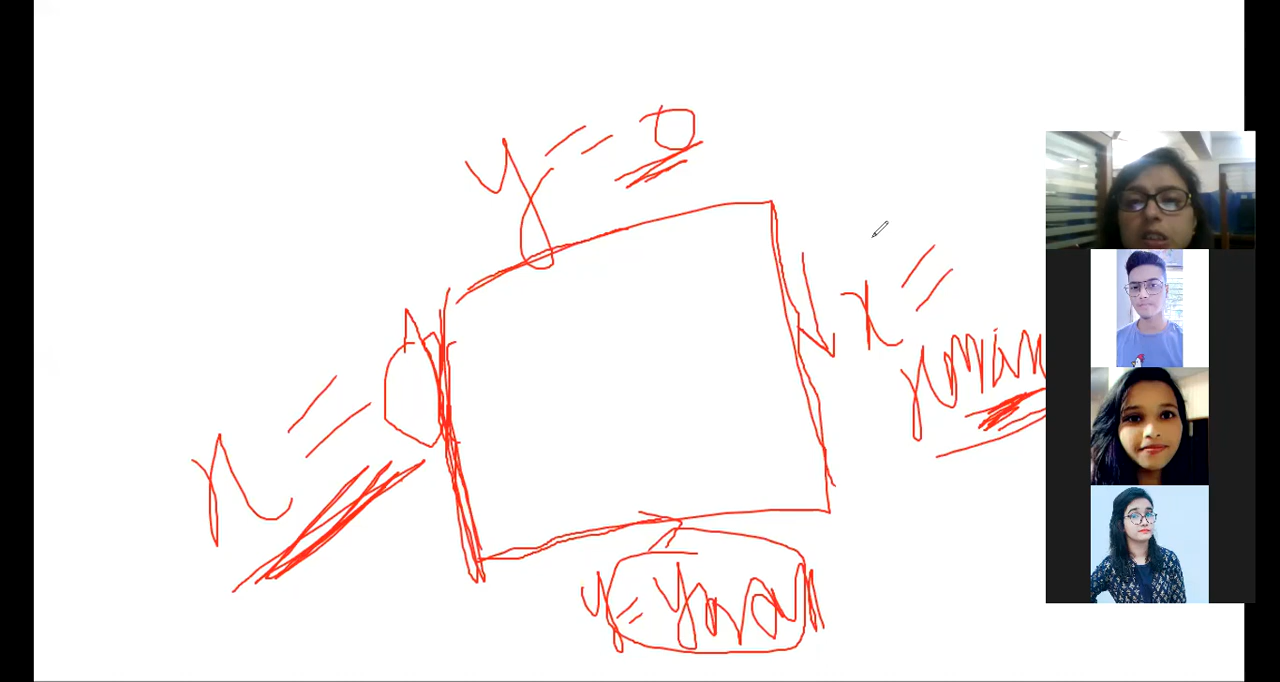 y = 0
x =
xmax
x = 0
y = ymax